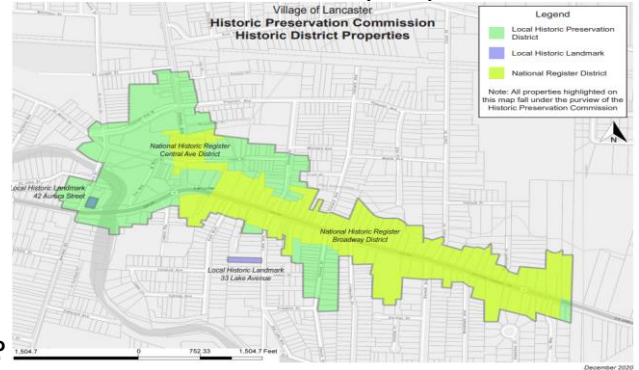 Village of Lancaster
Historic Preservation Commission
Historic District Properties
Legend
Local Historic Preservation
District
Local Historic Landmark
National Register District
Note: All properties highlighted on
this map fall under the purview of the
Historic Preservation Commission
N
National Historic Register
Central Ave District
Local Historic Landmark
42 Aurora Street
National Historic Register
Broadway District
Local Historic Landmark
33 Lake Avenue
1,504.7
0
752.33
1,504.7 Feet
December 2020